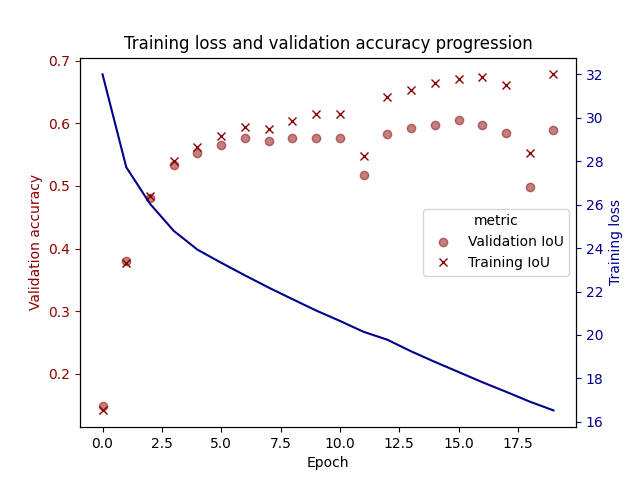 Training loss and validation accuracy progression
0.7
0.6
0.5
0.4
0.3
0.2
Validation accuracy
32
30
28
26
24
22
20
18
16
Training loss
metric
Validation IoU
Training IoU
0.0 2.5 5.0 7.5 10.0 12.5 15.0 17.5
Epoch